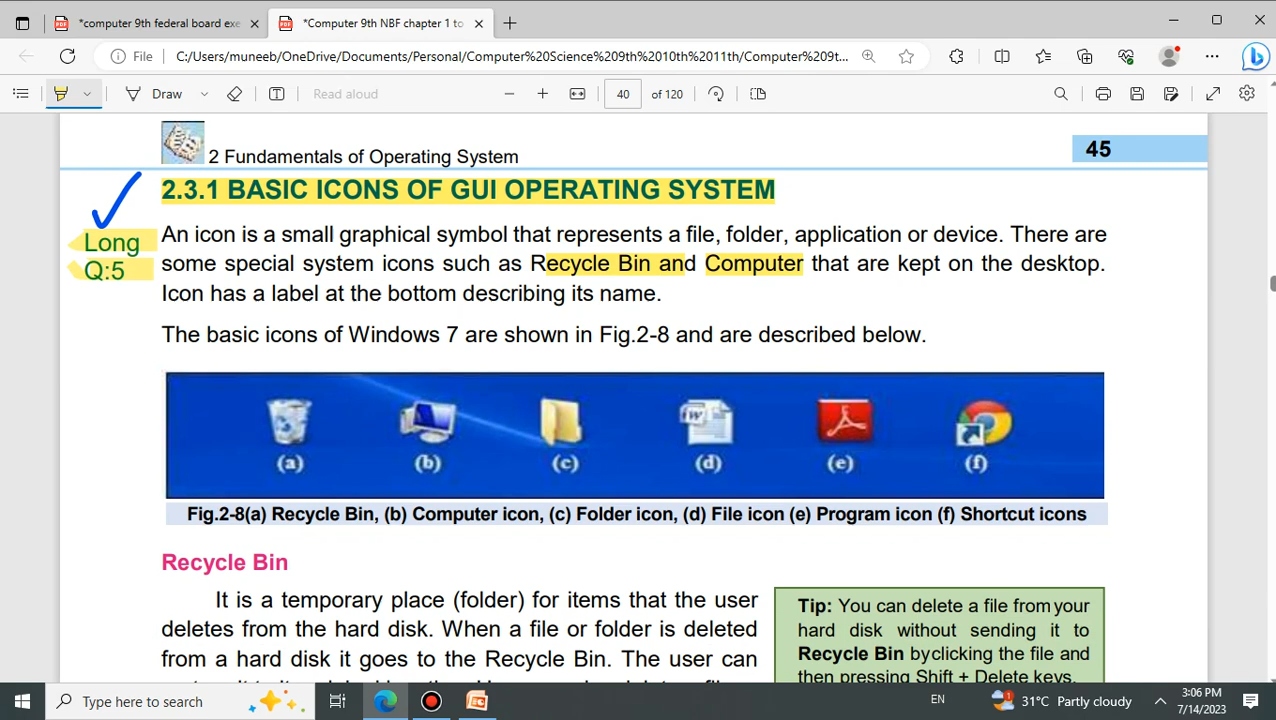 *computer 9th federal board exe
*Computer 9th NBF chapter 1 to
File
C:/Users/muneeb/OneDrive/Documents/Personal/Computer%20Science%209th%2010th%2011th/Computer%209t...
Draw
Read aloud
40 of 120
2 Fundamentals of Operating System
45
2.3.1 BASIC ICONS OF GUI OPERATING SYSTEM
Long
Q:5
An icon is a small graphical symbol that represents a file, folder, application or device. There are
some special system icons such as Recycle Bin and Computer that are kept on the desktop.
Icon has a label at the bottom describing its name.
The basic icons of Windows 7 are shown in Fig.2-8 and are described below.
(a) (b) (c) (d) (e) (f)
Fig.2-8(a) Recycle Bin, (b) Computer icon, (c) Folder icon, (d) File icon (e) Program icon (f) Shortcut icons
Recycle Bin
It is a temporary place (folder) for items that the user
deletes from the hard disk. When a file or folder is deleted
from a hard disk it goes to the Recycle Bin. The user can
Tip: You can delete a file from your
hard disk without sending it to
Recycle Bin byclicking the file and
then pressing Shift + Delete keys.
Type here to search
EN
31°C Partly cloudy
3:06 PM
7/14/2023